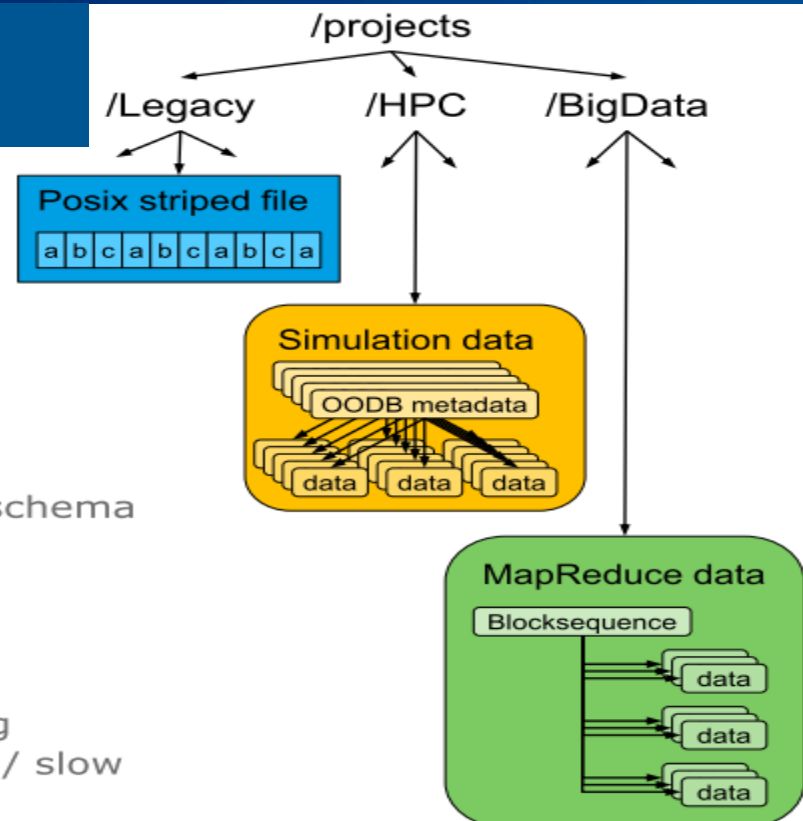 /projects
/Legacy /HPC /BigData
Posix striped file
a b c a b c a b c a
Simulation data
OODB metadata
data data data
schema
MapReduce data
Blocksequence
data
g
data
/ slow
data